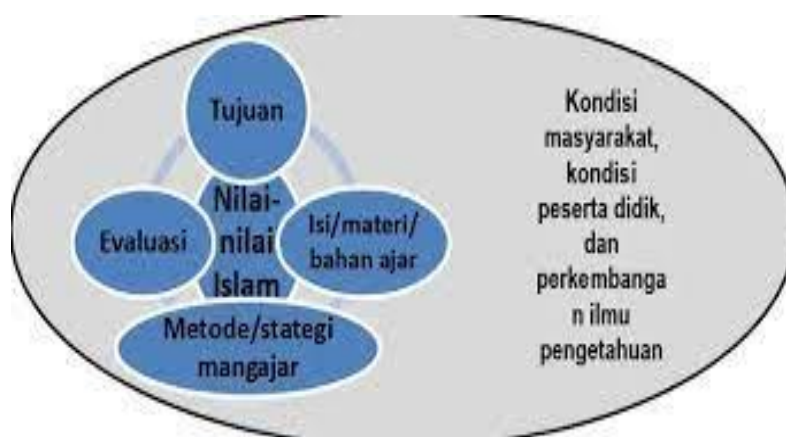 Tujuan
Nilai-
nilai
Islam
Evaluasi
Isi/materi/
bahan ajar
Metode/stategi
mangajar
Kondisi
masyarakat,
kondisi
peserta didik,
dan
perkembanga
n ilmu
pengetahuan